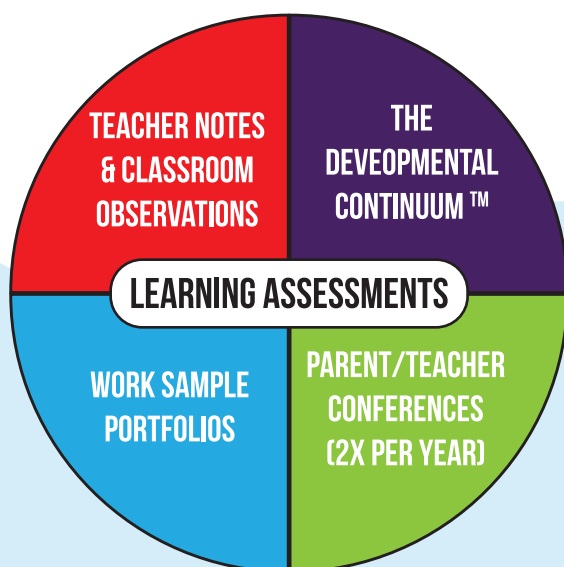 TEACHER NOTES
& CLASSROOM
OBSERVATIONS
THE
DEVEOPMENTAL
CONTINUUM ™
LEARNING ASSESSMENTS
WORK SAMPLE
PORTFOLIOS
PARENT/TEACHER
CONFERENCES
(2X PER YEAR)